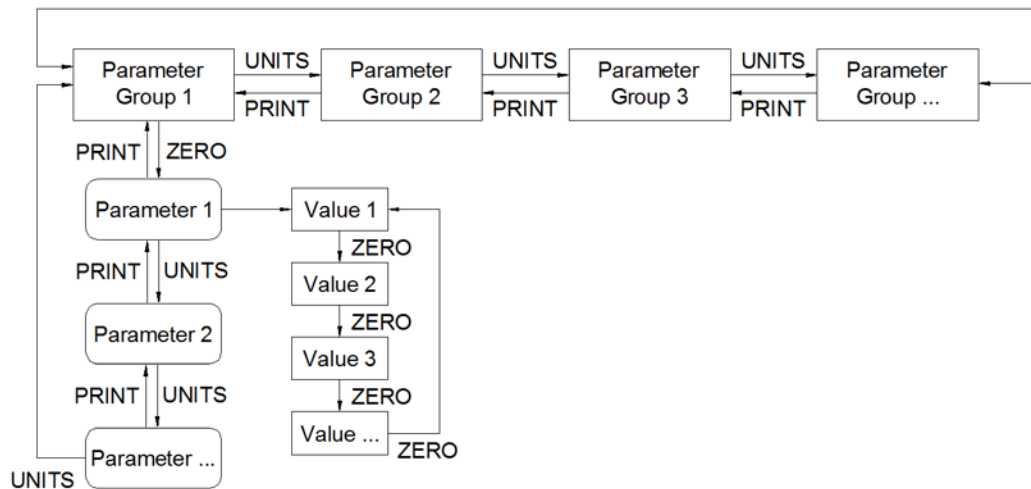 UNITS UNITS UNITS
Parameter Group 1
Parameter Group 2
Parameter Group 3
Parameter Group ...
PRINT PRINT PRINT
PRINT ZERO
Parameter 1 Value 1
ZERO
PRINT UNITS
Value 2
Parameter 2 ZERO
Value 3
PRINT UNITS
ZERO
Value ...
Parameter ... ZERO
UNITS